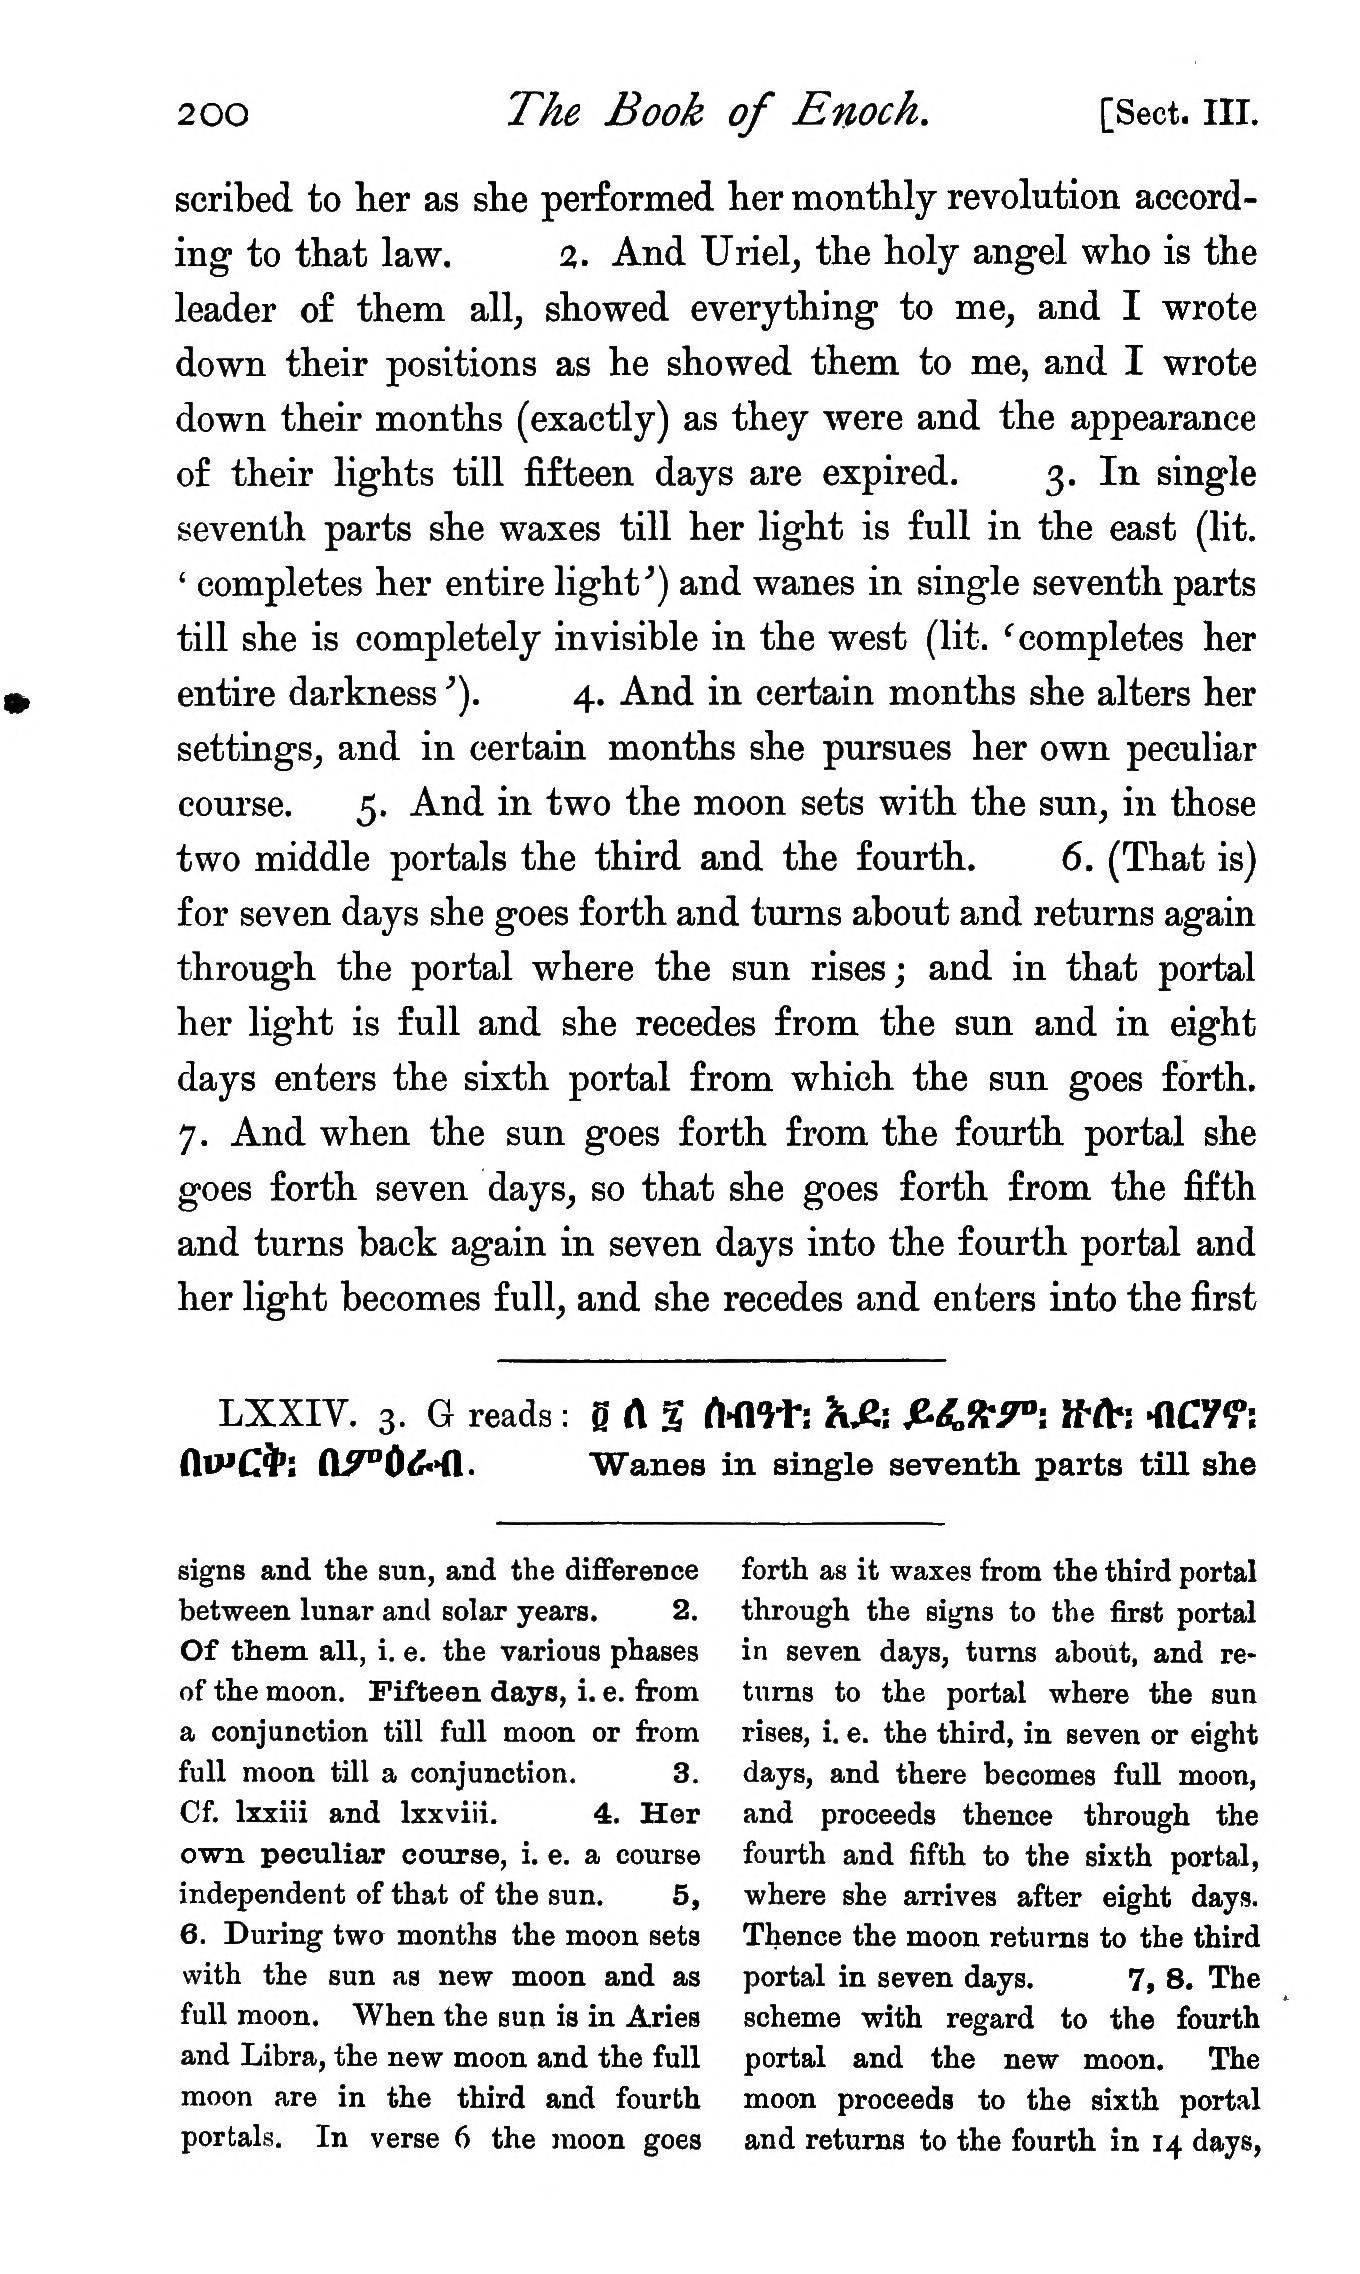 200 The Book of Enoch. [Sect. III.
scribed to her as she performed her monthly revolution accord-
ing to that law. 2. And Uriel, the holy angel who is the
leader of them all, showed everything to me, and I wrote
down their positions as he showed them to me, and I wrote
down their months (exactly) as they were and the appearance
of their lights till fifteen days are expired. 3. In single
seventh parts she waxes till her light is full in the east (lit.
‘completes her entire light’) and wanes in single seventh parts
till she is completely invisible in the west (lit. ‘completes her
entire darkness’). 4. And in certain months she alters her
settings, and in certain months she pursues her own peculiar
course. 5. And in two the moon sets with the sun, in those
two middle portals the third and the fourth. 6. (That is)
for seven days she goes forth and turns about and returns again
through the portal where the sun rises; and in that portal
her light is full and she recedes from the sun and in eight
days enters the sixth portal from which the sun goes forth.
7. And when the sun goes forth from the fourth portal she
goes forth seven days, so that she goes forth from the fifth
and turns back again in seven days into the fourth portal and
her light becomes full, and she recedes and enters into the first
LXXIV. 3. G reads: ፩ ለ ፯ ሰብዓተ፡ እደ፡ ይፌጽም፡ ኵሉ፡ ብርሃኖ፡
በሠርቅ፡ በምዕራብ. Wanes in single seventh parts till she
signs and the sun, and the difference
between lunar and solar years. 2.
Of them all, i. e. the various phases
of the moon. Fifteen days, i. e. from
a conjunction till full moon or from
full moon till a conjunction. 3.
Cf. lxxiii and lxxviii. 4. Her
own peculiar course, i. e. a course
independent of that of the sun. 5,
6. During two months the moon sets
with the sun as new moon and as
full moon. When the sun is in Aries
and Libra, the new moon and the full
moon are in the third and fourth
portals. In verse 6 the moon goes
forth as it waxes from the third portal
through the signs to the first portal
in seven days, turns about, and re-
turns to the portal where the sun
rises, i. e. the third, in seven or eight
days, and there becomes full moon,
and proceeds thence through the
fourth and fifth to the sixth portal,
where she arrives after eight days.
Thence the moon returns to the third
portal in seven days. 7, 8. The
scheme with regard to the fourth
portal and the new moon. The
moon proceeds to the sixth portal
and returns to the fourth in 14 days,